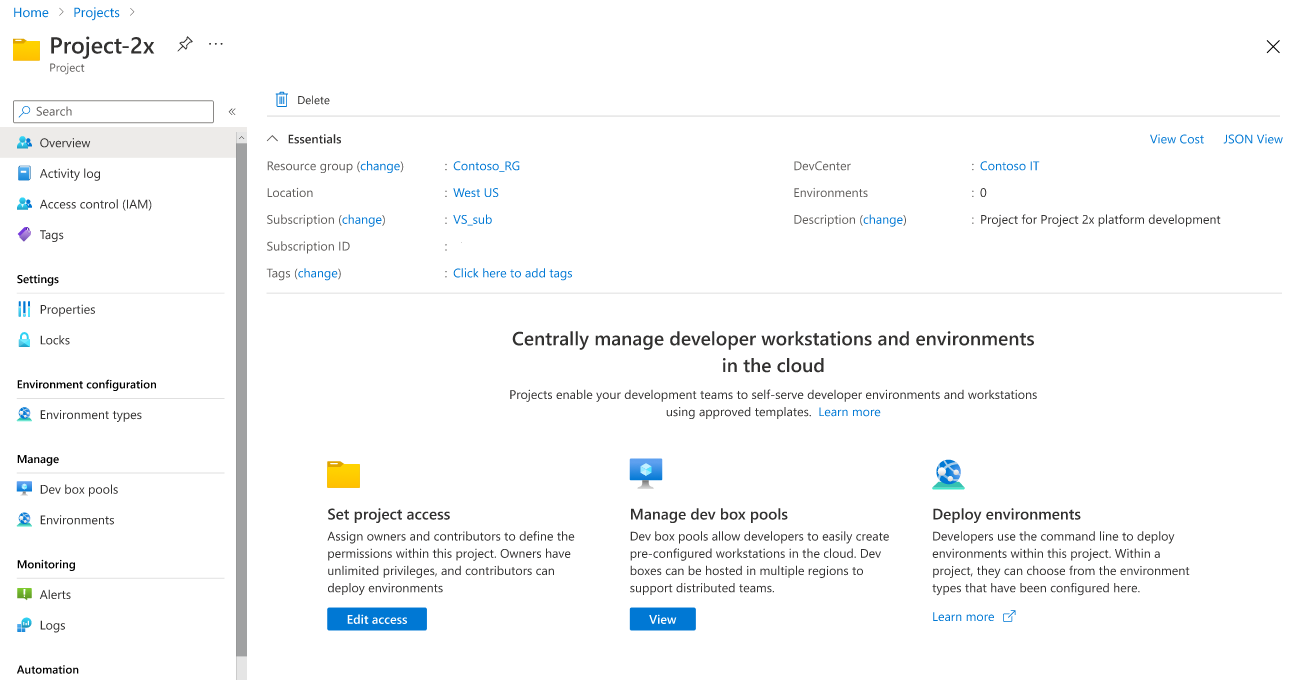 Home > Projects >
Project-2x
Project
Search
«
Overview
Activity log
Access control (IAM)
Tags
Settings
Properties
Locks
Environment configuration
Environment types
Manage
Dev box pools
Environments
Monitoring
Alerts
Logs
Automation
Delete
Essentials
View Cost
JSON View
Resource group (change) : Contoso_RG
Location : West US
Subscription (change) : VS_sub
Subscription ID :
Tags (change) : Click here to add tags
DevCenter : Contoso IT
Environments : 0
Description (change) : Project for Project 2x platform development
Centrally manage developer workstations and environments
in the cloud
Projects enable your development teams to self-serve developer environments and workstations
using approved templates. Learn more
Set project access
Assign owners and contributors to define the
permissions within this project. Owners have
unlimited privileges, and contributors can
deploy environments
Edit access
Manage dev box pools
Dev box pools allow developers to easily create
pre-configured workstations in the cloud. Dev
boxes can be hosted in multiple regions to
support distributed teams.
View
Deploy environments
Developers use the command line to deploy
environments within this project. Within a
project, they can choose from the environment
types that have been configured here.
Learn more